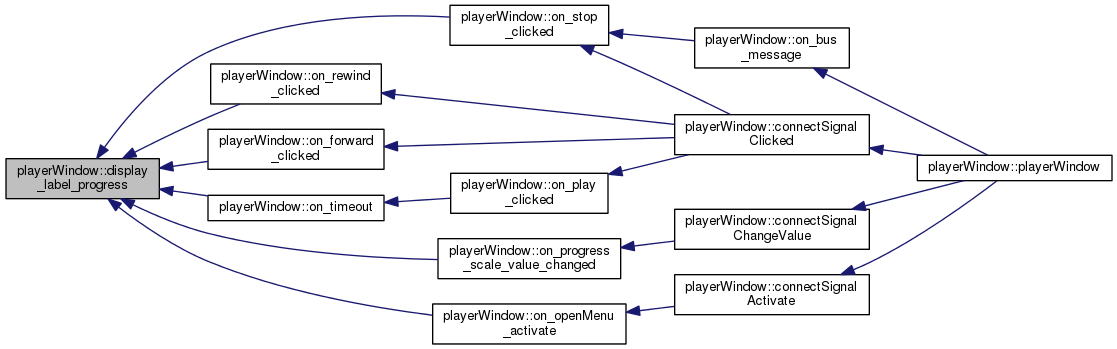 playerWindow::display
_label_progress
playerWindow::on_stop
_clicked
playerWindow::on_rewind
_clicked
playerWindow::on_forward
_clicked
playerWindow::on_timeout
playerWindow::on_play
_clicked
playerWindow::on_progress
_scale_value_changed
playerWindow::on_openMenu
_activate
playerWindow::on_bus
_message
playerWindow::connectSignal
Clicked
playerWindow::connectSignal
ChangeValue
playerWindow::connectSignal
Activate
playerWindow::playerWindow